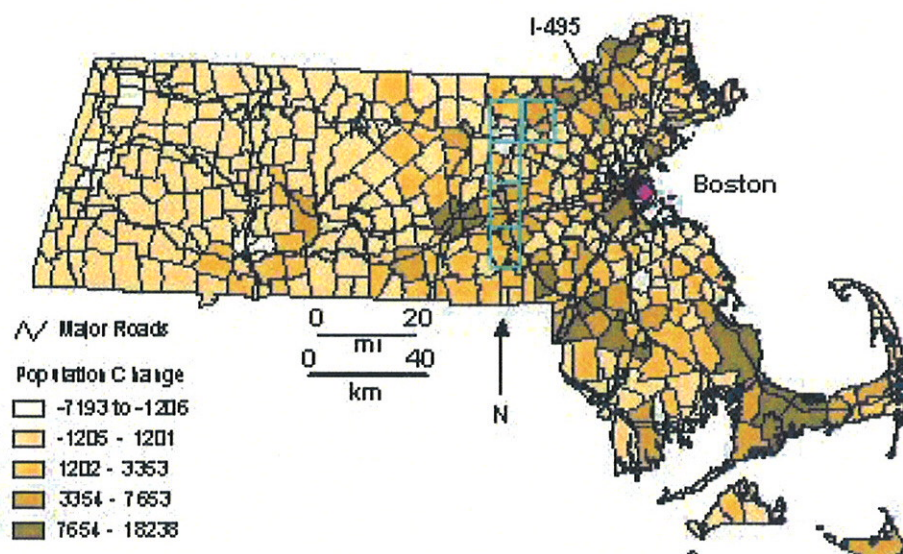 I-495
Boston
Major Roads
Population Change
-7193 to -1206
-1205 - 1201
1202 - 3353
3354 - 7653
7654 - 18238
0 20
mi
0 40
km
N